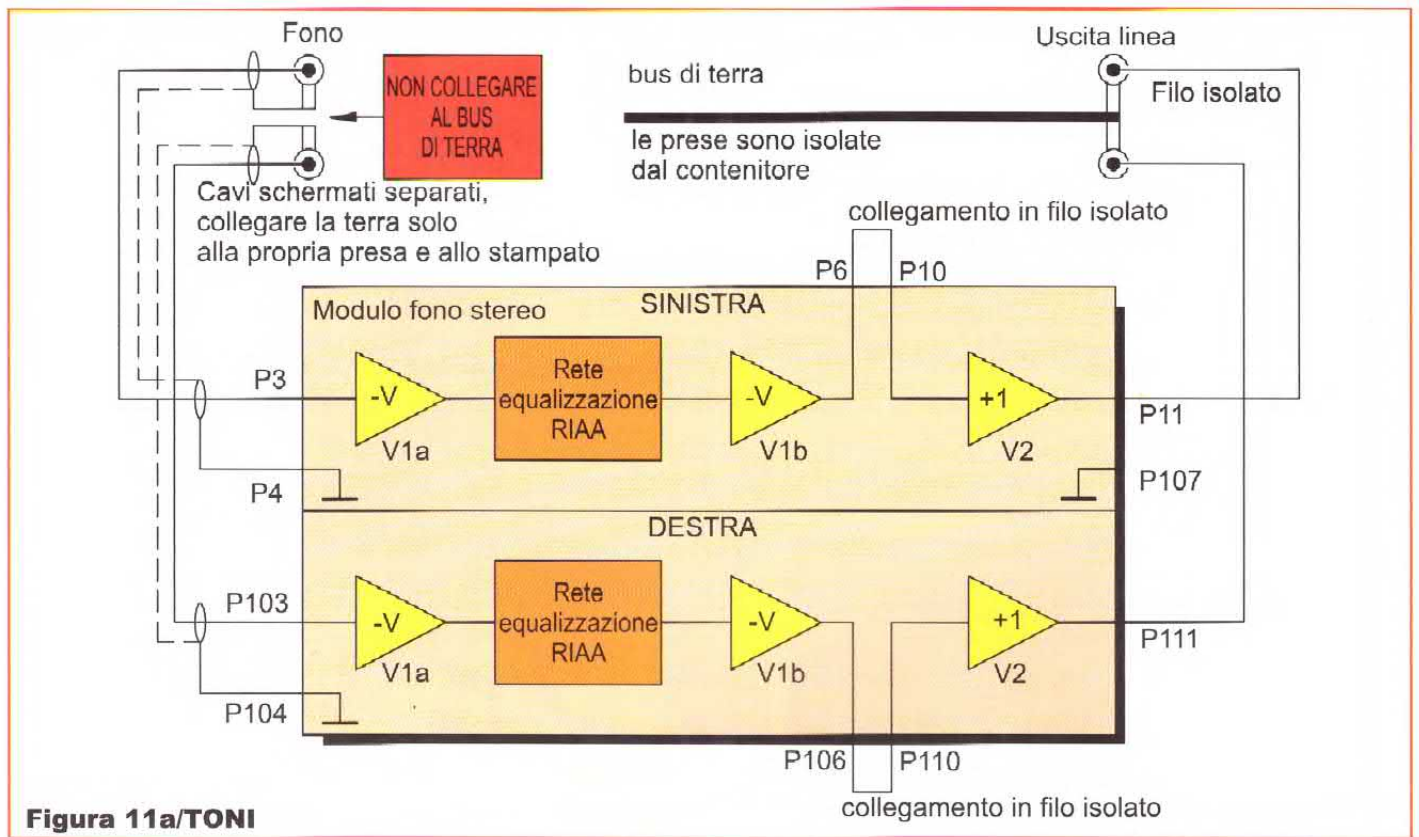 Fono
NON COLLEGARE
AL BUS
DI TERRA
bus di terra
le prese sono isolate
dal contenitore
Uscita linea
Filo isolato
Cavi schermati separati,
collegare la terra solo
alla propria presa e allo stampato
collegamento in filo isolato
P6
P10
Modulo fono stereo
SINISTRA
P3
-V
V1a
Rete
equalizzazione
RIAA
-V
V1b
+1
V2
P11
P4
P107
DESTRA
P103
-V
V1a
Rete
equalizzazione
RIAA
-V
V1b
+1
V2
P111
P104
P106
P110
collegamento in filo isolato
Figura 11a/TONI